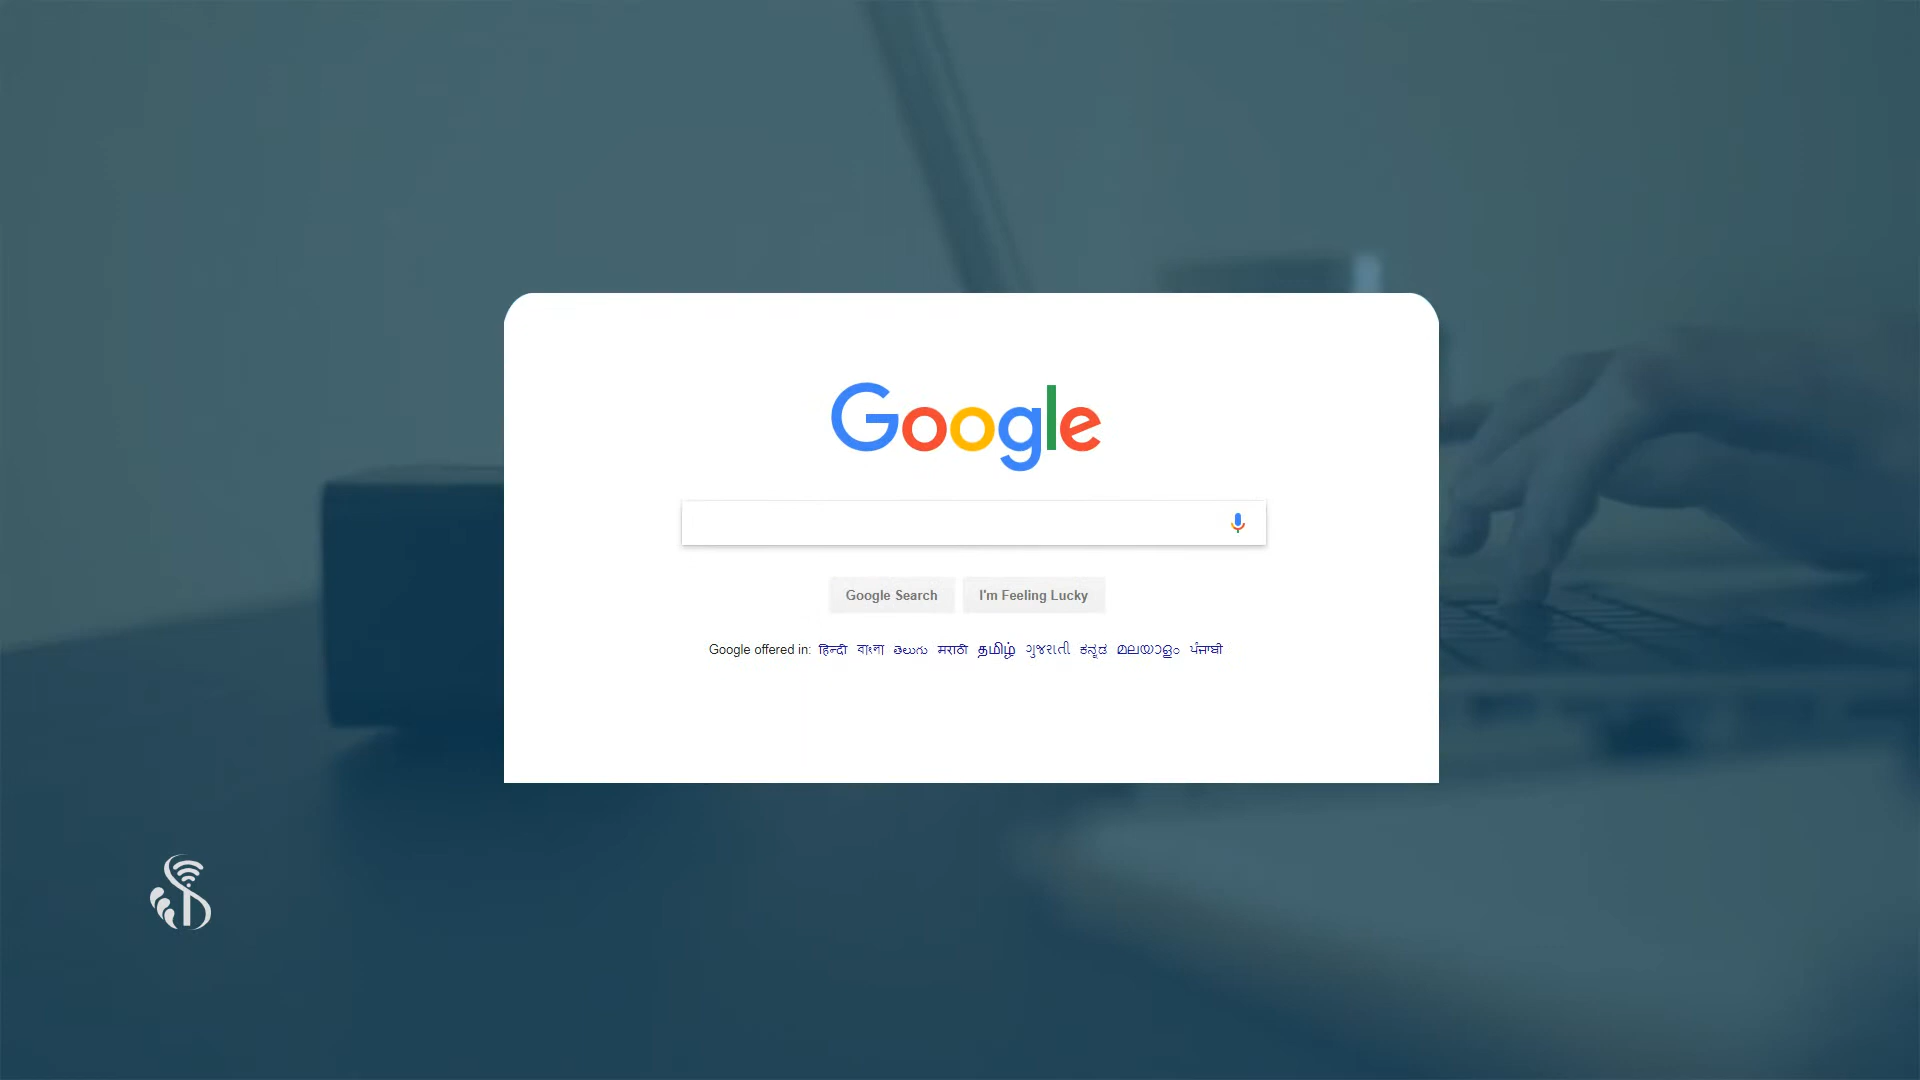 Google
Google Search I'm Feeling Lucky
Google offered in: हिन्दी বাংলা తెలుగు मराठी தமிழ் ગુજરાતી ಕನ್ನಡ മലയാളം ਪੰਜਾਬੀ